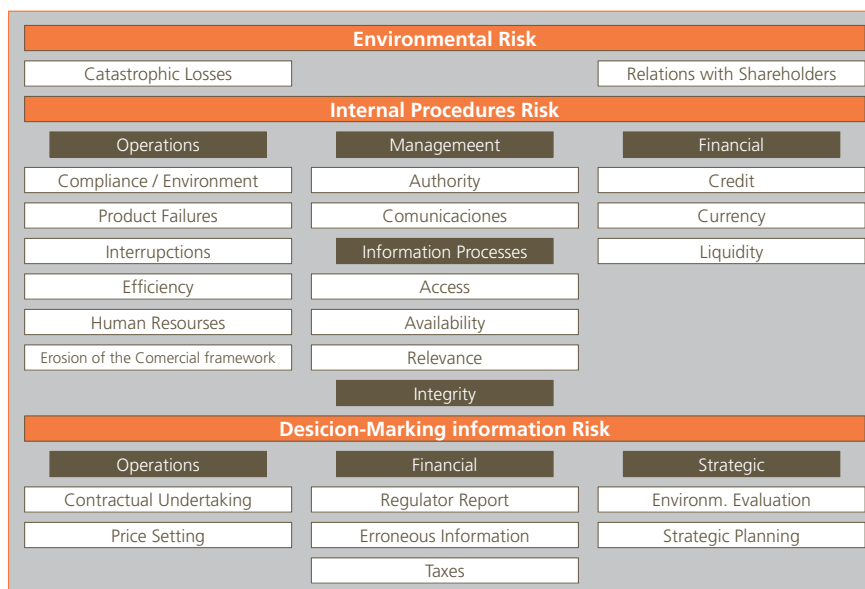 Environmental Risk
Catastrophic Losses
Relations with Shareholders
Internal Procedures Risk
Operations
Managemeent
Financial
Compliance / Environment
Authority
Credit
Product Failures
Comunicaciones
Currency
Interrupctions
Information Processes
Liquidity
Efficiency
Access
Human Resourses
Availability
Erosion of the Comercial framework
Relevance
Integrity
Desicion-Marking information Risk
Operations
Financial
Strategic
Contractual Undertaking
Regulator Report
Environm. Evaluation
Price Setting
Erroneous Information
Strategic Planning
Taxes